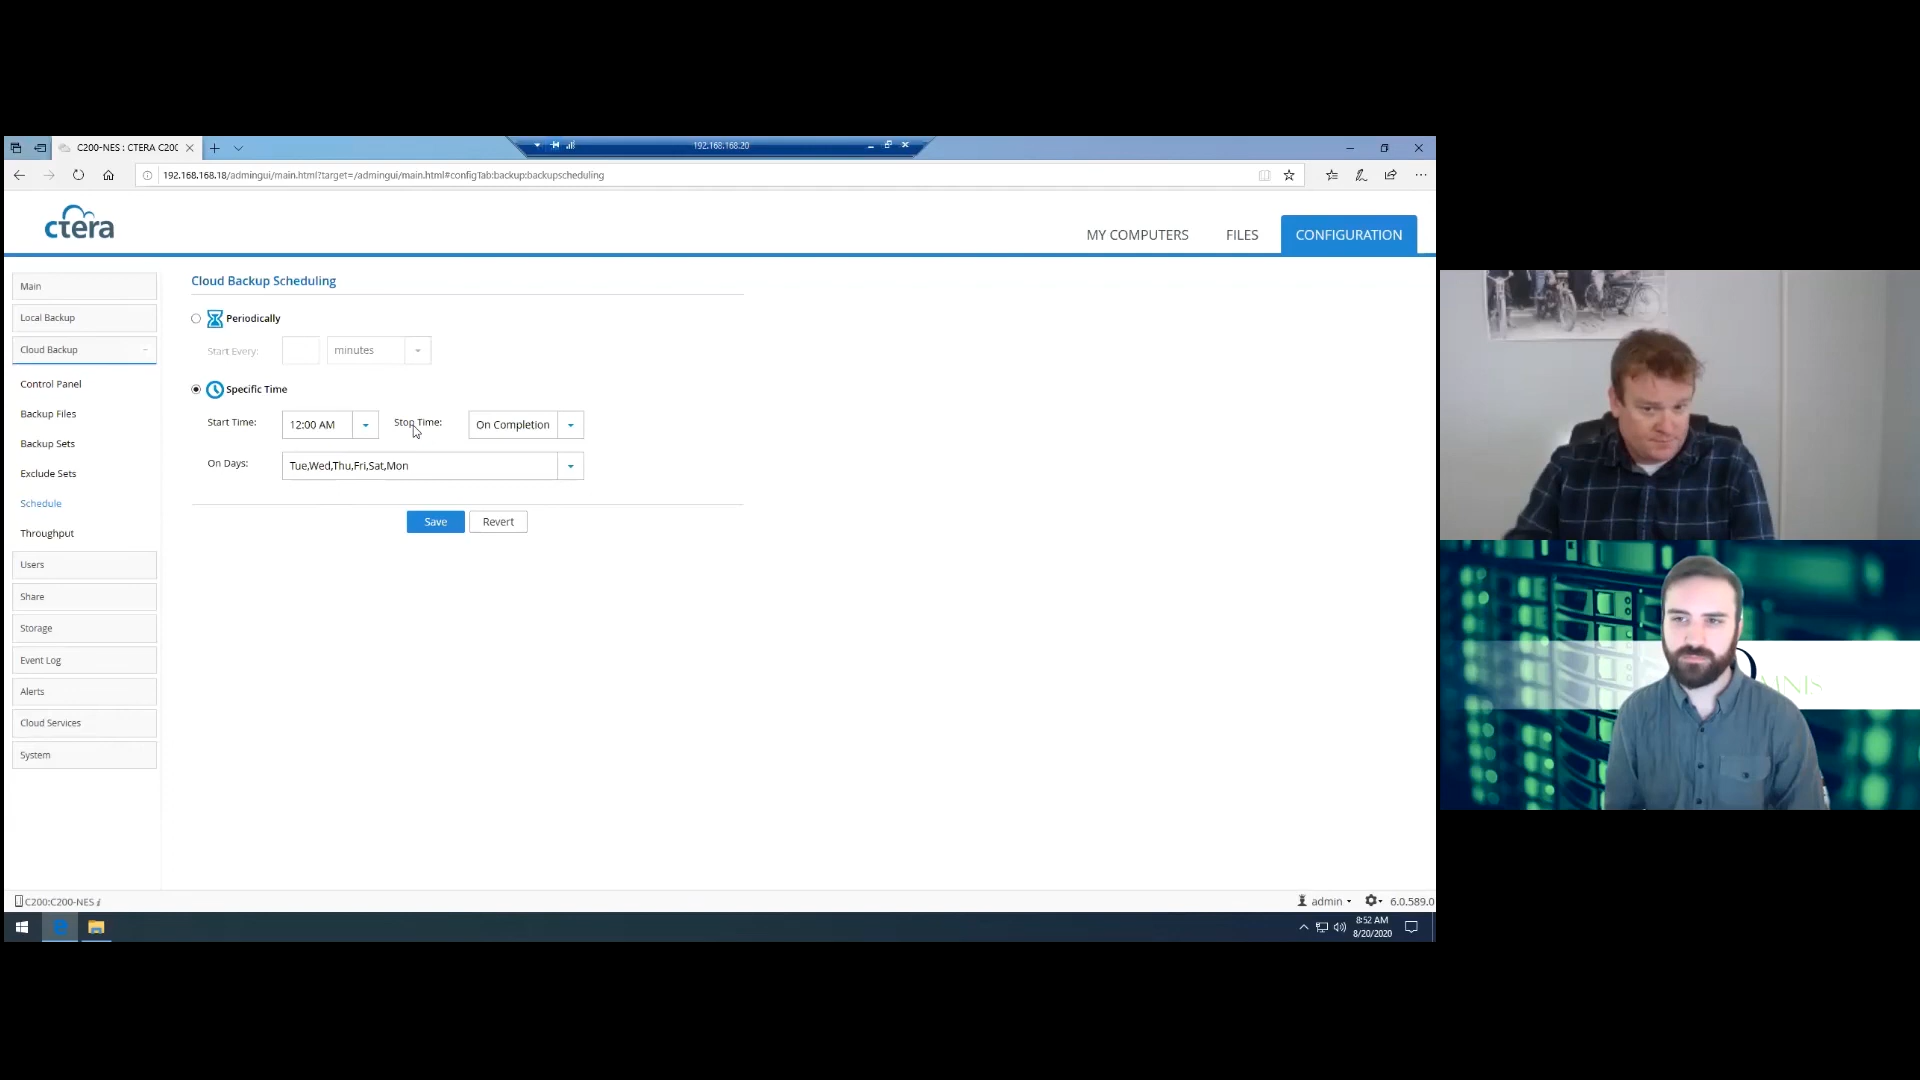 C200-NES : CTERA C200
192.168.168.20
192.168.168.18/admingui/main.html?target=/admingui/main.html#configTab:backup:backupscheduling
ctera
MY COMPUTERS
FILES
CONFIGURATION
Main
Local Backup
Cloud Backup
Control Panel
Backup Files
Backup Sets
Exclude Sets
Schedule
Throughput
Users
Share
Storage
Event Log
Alerts
Cloud Services
System
Cloud Backup Scheduling
Periodically
Start Every: minutes
Specific Time
Start Time: 12:00 AM Stop Time: On Completion
On Days: Tue,Wed,Thu,Fri,Sat,Mon
Save Revert
C200:C200-NES
admin 6.0.589.0
8:52 AM
8/20/2020